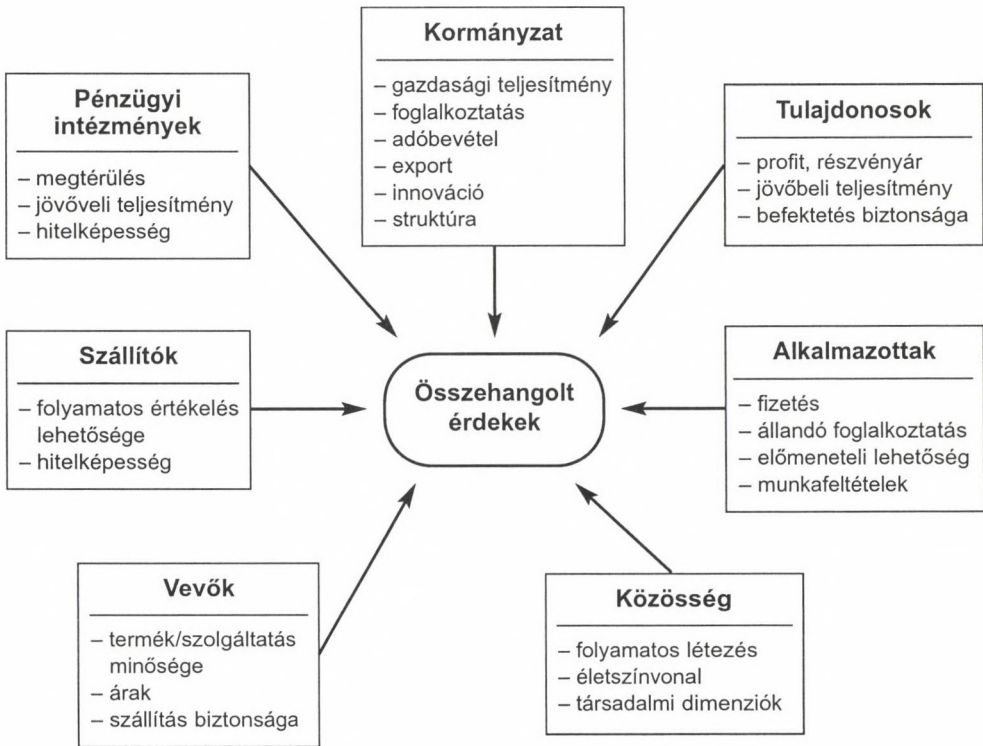 Kormányzat
– gazdasági teljesítmény
– foglalkoztatás
– adóbevétel
– export
– innováció
– struktúra
Pénzügyi
intézmények
– megtérülés
– jövőveli teljesítmény
– hitelképesség
Tulajdonosok
– profit, részvényár
– jövőbeli teljesítmény
– befektetés biztonsága
Szállítók
– folyamatos értékelés
lehetősége
– hitelképesség
Összehangolt
érdekek
Alkalmazottak
– fizetés
– állandó foglalkoztatás
– előmeneteli lehetőség
– munkafeltételek
Vevők
– termék/szolgáltatás
minősége
– árak
– szállítás biztonsága
Közösség
– folyamatos létezés
– életszínvonal
– társadalmi dimenziók